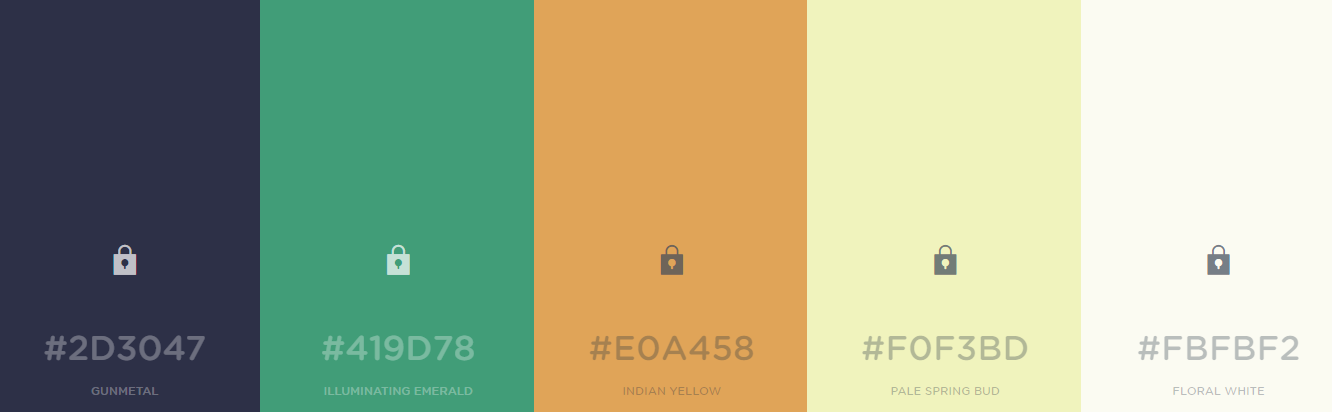 #2D3047
GUNMETAL
#419D78
ILLUMINATING EMERALD
#E0A458
INDIAN YELLOW
#F0F3BD
PALE SPRING BUD
#FBFBF2
FLORAL WHITE